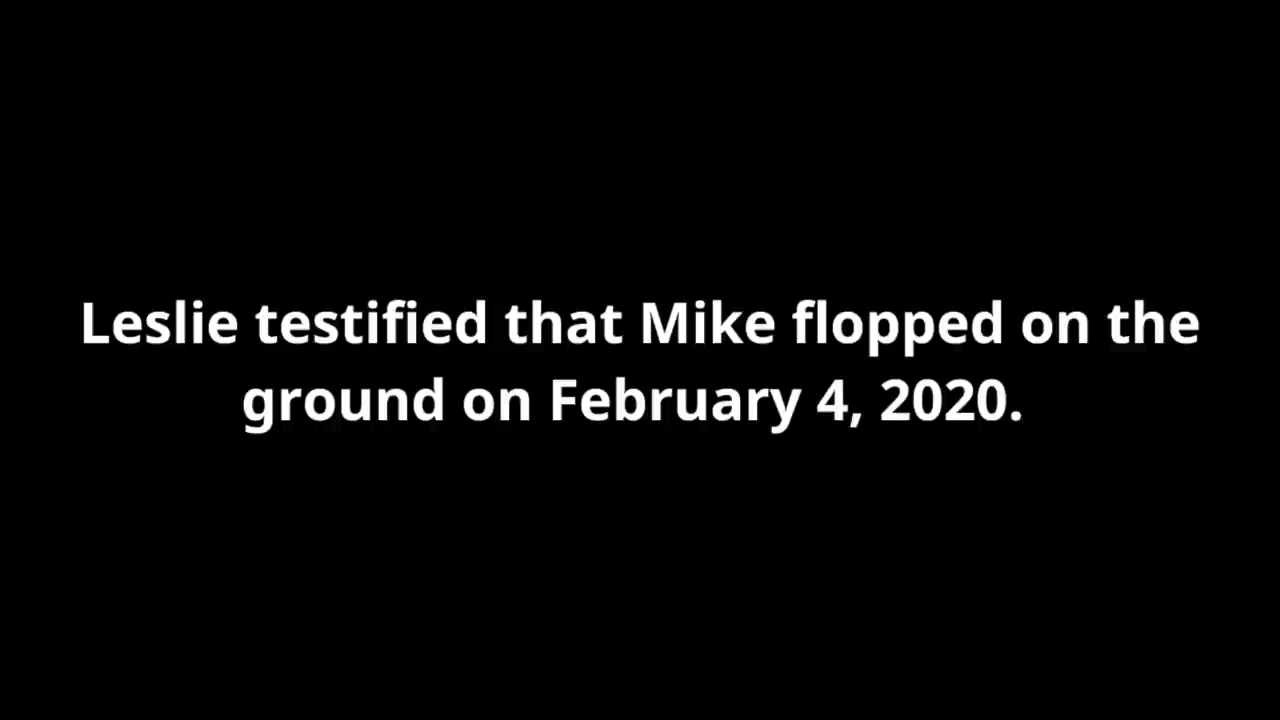 Leslie testified that Mike flopped on the
ground on February 4, 2020.